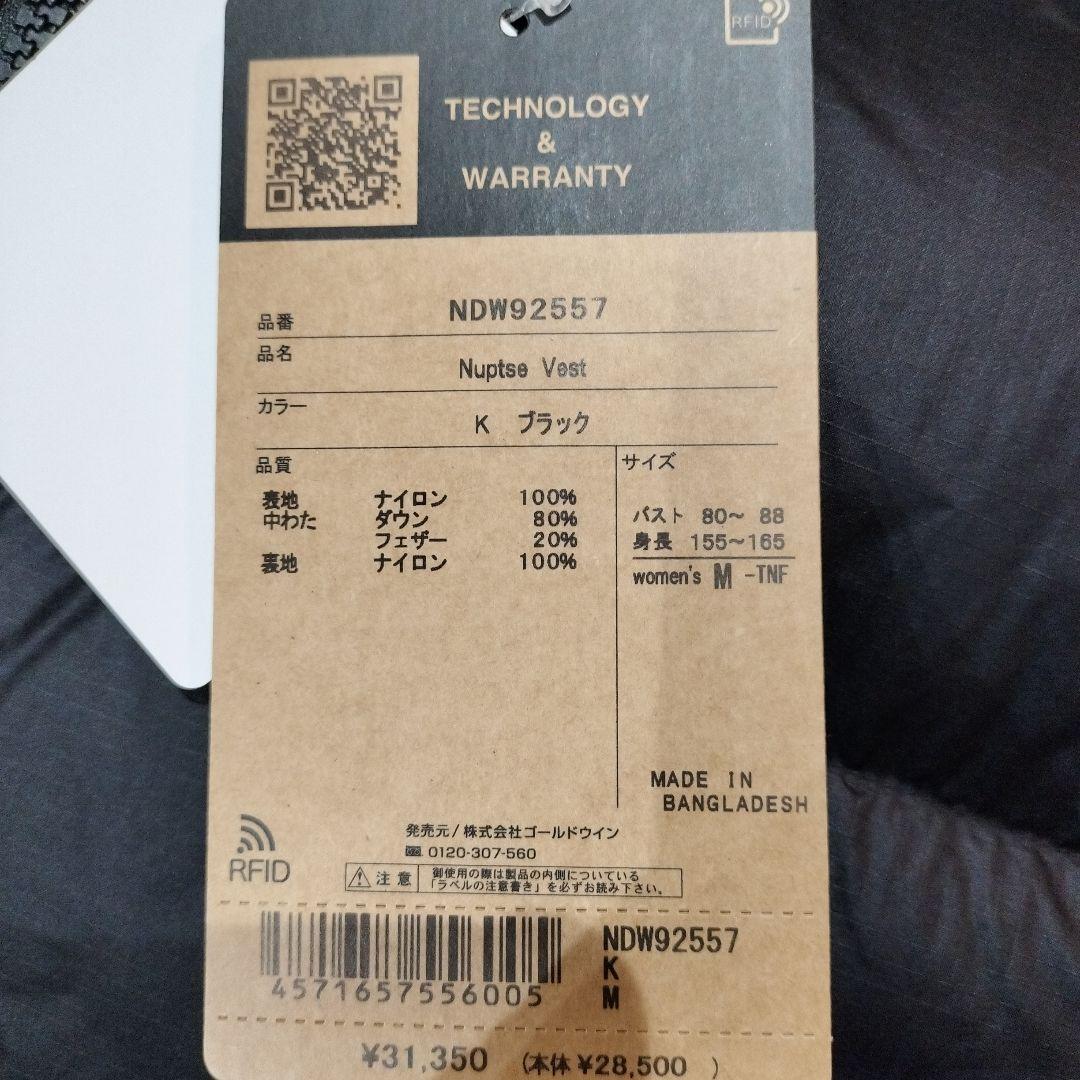 RFID
TECHNOLOGY
&
WARRANTY
品番 NDW92557
品名 Nuptse Vest
カラー K ブラック
品質
表地 ナイロン 100%
中わた ダウン 80%
フェザー 20%
裏地 ナイロン 100%
サイズ
バスト 80～ 88
身長 155～165
women's M -TNF
MADE IN
BANGLADESH
発売元/株式会社ゴールドウイン
0120-307-560
RFID
注意 御使用の際は製品の内側についている
「ラベルの注意書き」を必ずお読み下さい。
4571657556005
NDW92557
K
M
¥31,350 (本体 ¥28,500 )